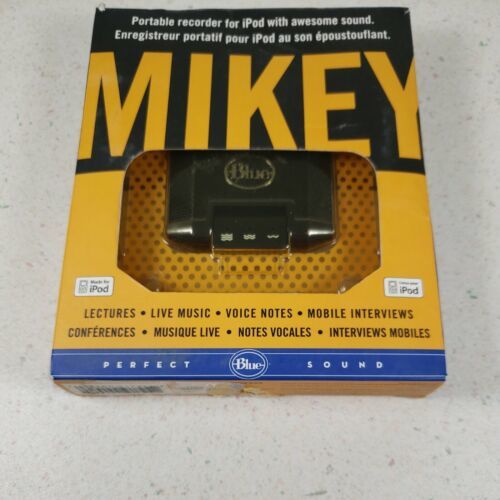 Portable recorder for iPod with awesome sound.
Enregistreur portatif pour iPod au son époustouflant.
MIKEY
Blue
Made for
iPod
iPod
LECTURES • LIVE MUSIC • VOICE NOTES • MOBILE INTERVIEWS
CONFÉRENCES • MUSIQUE LIVE • NOTES VOCALES • INTERVIEWS MOBILES
PERFECT Blue SOUND